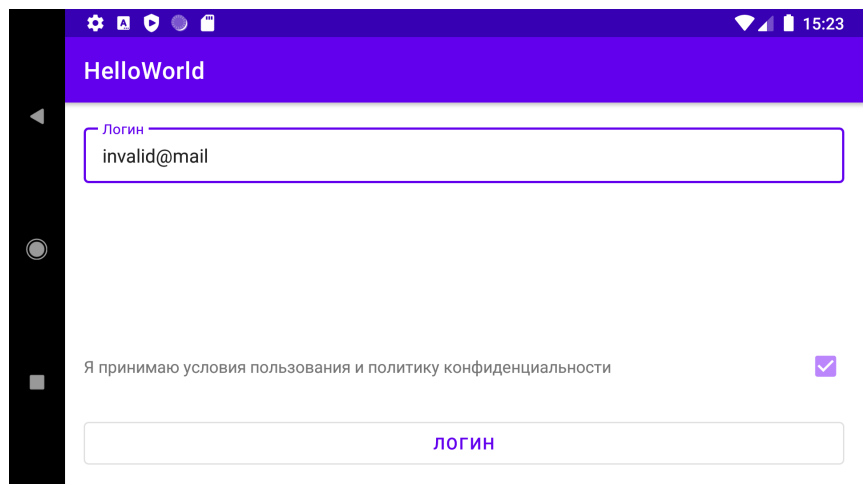 15:23
HelloWorld
Логин
invalid@mail
Я принимаю условия пользования и политику конфиденциальности
ЛОГИН